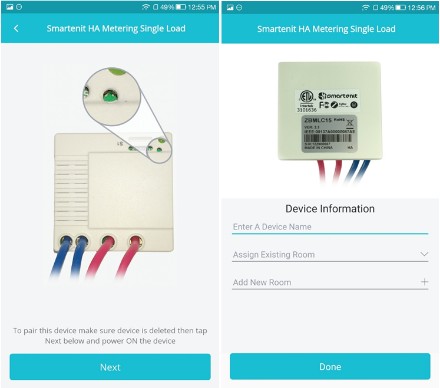 49% 12:55 PM
Smartenit HA Metering Single Load
To pair this device make sure device is deleted then tap
Next below and power ON the device
Next
49% 12:56 PM
Smartenit HA Metering Single Load
smartenit
3101636
ZBMLC15
Device Information
Enter A Device Name
Assign Existing Room
Add New Room
Done